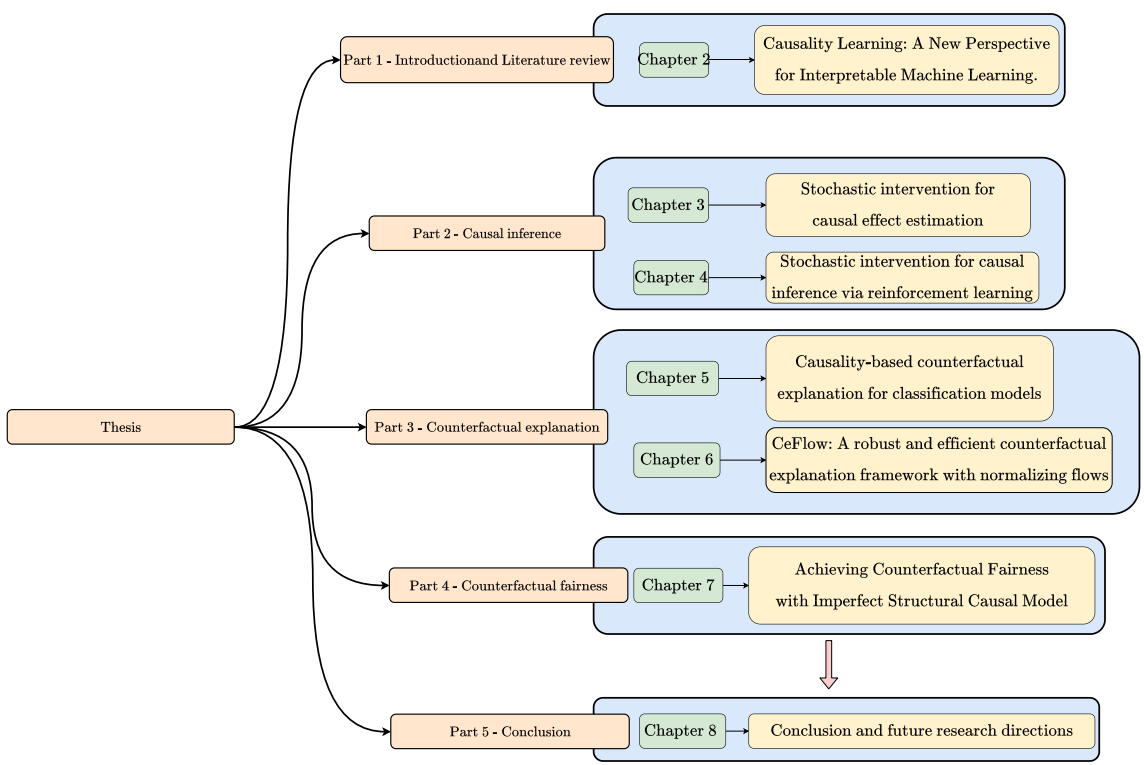 Part 1 - Introductionand Literature review
Chapter 2
Causality Learning: A New Perspective
for Interpretable Machine Learning.
Part 2 - Causal inference
Chapter 3
Stochastic intervention for
causal effect estimation
Chapter 4
Stochastic intervention for causal
inference via reinforcement learning
Thesis
Part 3 - Counterfactual explanation
Chapter 5
Causality-based counterfactual
explanation for classification models
Chapter 6
CeFlow: A robust and efficient counterfactual
explanation framework with normalizing flows
Part 4 - Counterfactual fairness
Chapter 7
Achieving Counterfactual Fairness
with Imperfect Structural Causal Model
Part 5 - Conclusion
Chapter 8
Conclusion and future research directions